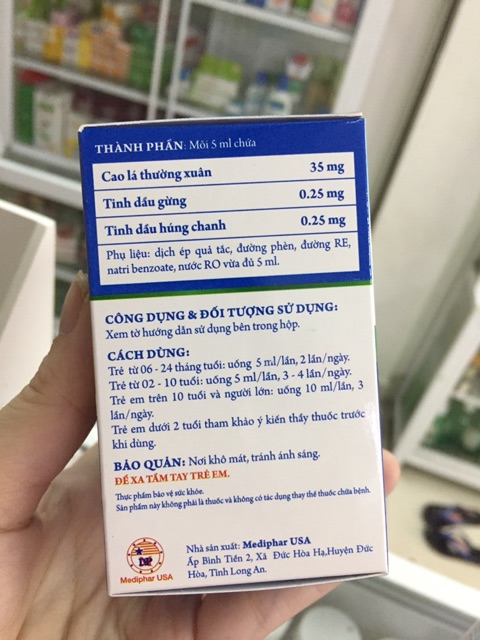 THÀNH PHẦN: Mỗi 5 ml chứa
Cao lá thường xuân 35 mg
Tinh dầu gừng 0.25 mg
Tinh dầu húng chanh 0.25 mg
Phụ liệu: dịch ép quả tắc, đường phèn, đường RE,
natri benzoate, nước RO vừa đủ 5 ml.
CÔNG DỤNG & ĐỐI TƯỢNG SỬ DỤNG:
Xem tờ hướng dẫn sử dụng bên trong hộp.
CÁCH DÙNG:
Trẻ từ 06 - 24 tháng tuổi: uống 5 ml/lần, 2 lần/ngày.
Trẻ từ 02 - 10 tuổi: uống 5 ml/lần, 3 - 4 lần/ngày.
Trẻ em trên 10 tuổi và người lớn: uống 10 ml/lần, 3
lần/ngày.
Trẻ em dưới 2 tuổi tham khảo ý kiến thầy thuốc trước
khi dùng.
BẢO QUẢN: Nơi khô mát, tránh ánh sáng.
ĐỂ XA TẦM TAY TRẺ EM.
Thực phẩm bảo vệ sức khỏe.
Sản phẩm này không phải là thuốc và không có tác dụng thay thế thuốc chữa bệnh.
DP
Mediphar USA
Nhà sản xuất: Mediphar USA
Ấp Bình Tiền 2, Xã Đức Hòa Hạ,Huyện Đức
Hòa, Tỉnh Long An.